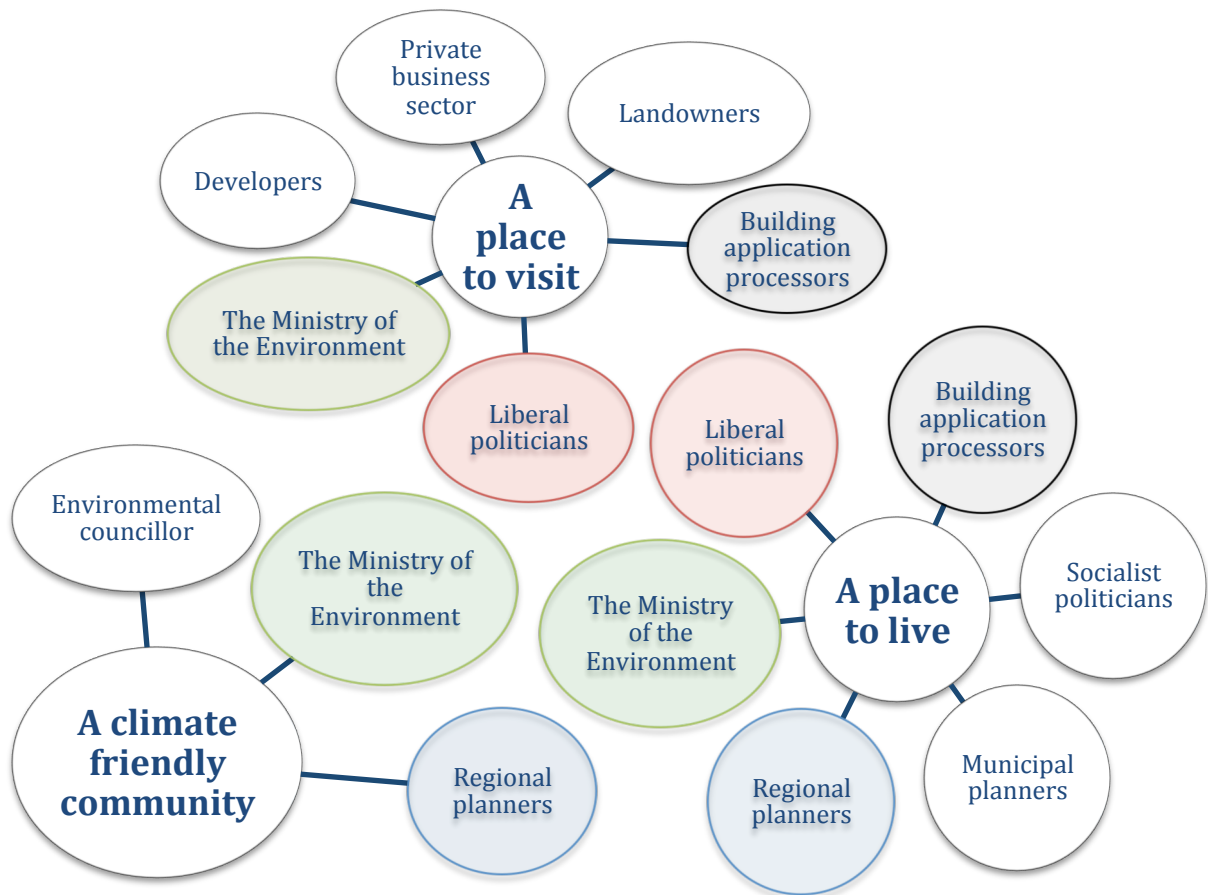 Private
business
sector
Landowners
Developers
A
place
to visit
Building
application
processors
The Ministry of
the Environment
Liberal
politicians
Liberal
politicians
Building
application
processors
Environmental
councillor
The Ministry of
the
Environment
The Ministry
of the
Environment
A place
to live
Socialist
politicians
A climate
friendly
community
Regional
planners
Regional
planners
Municipal
planners